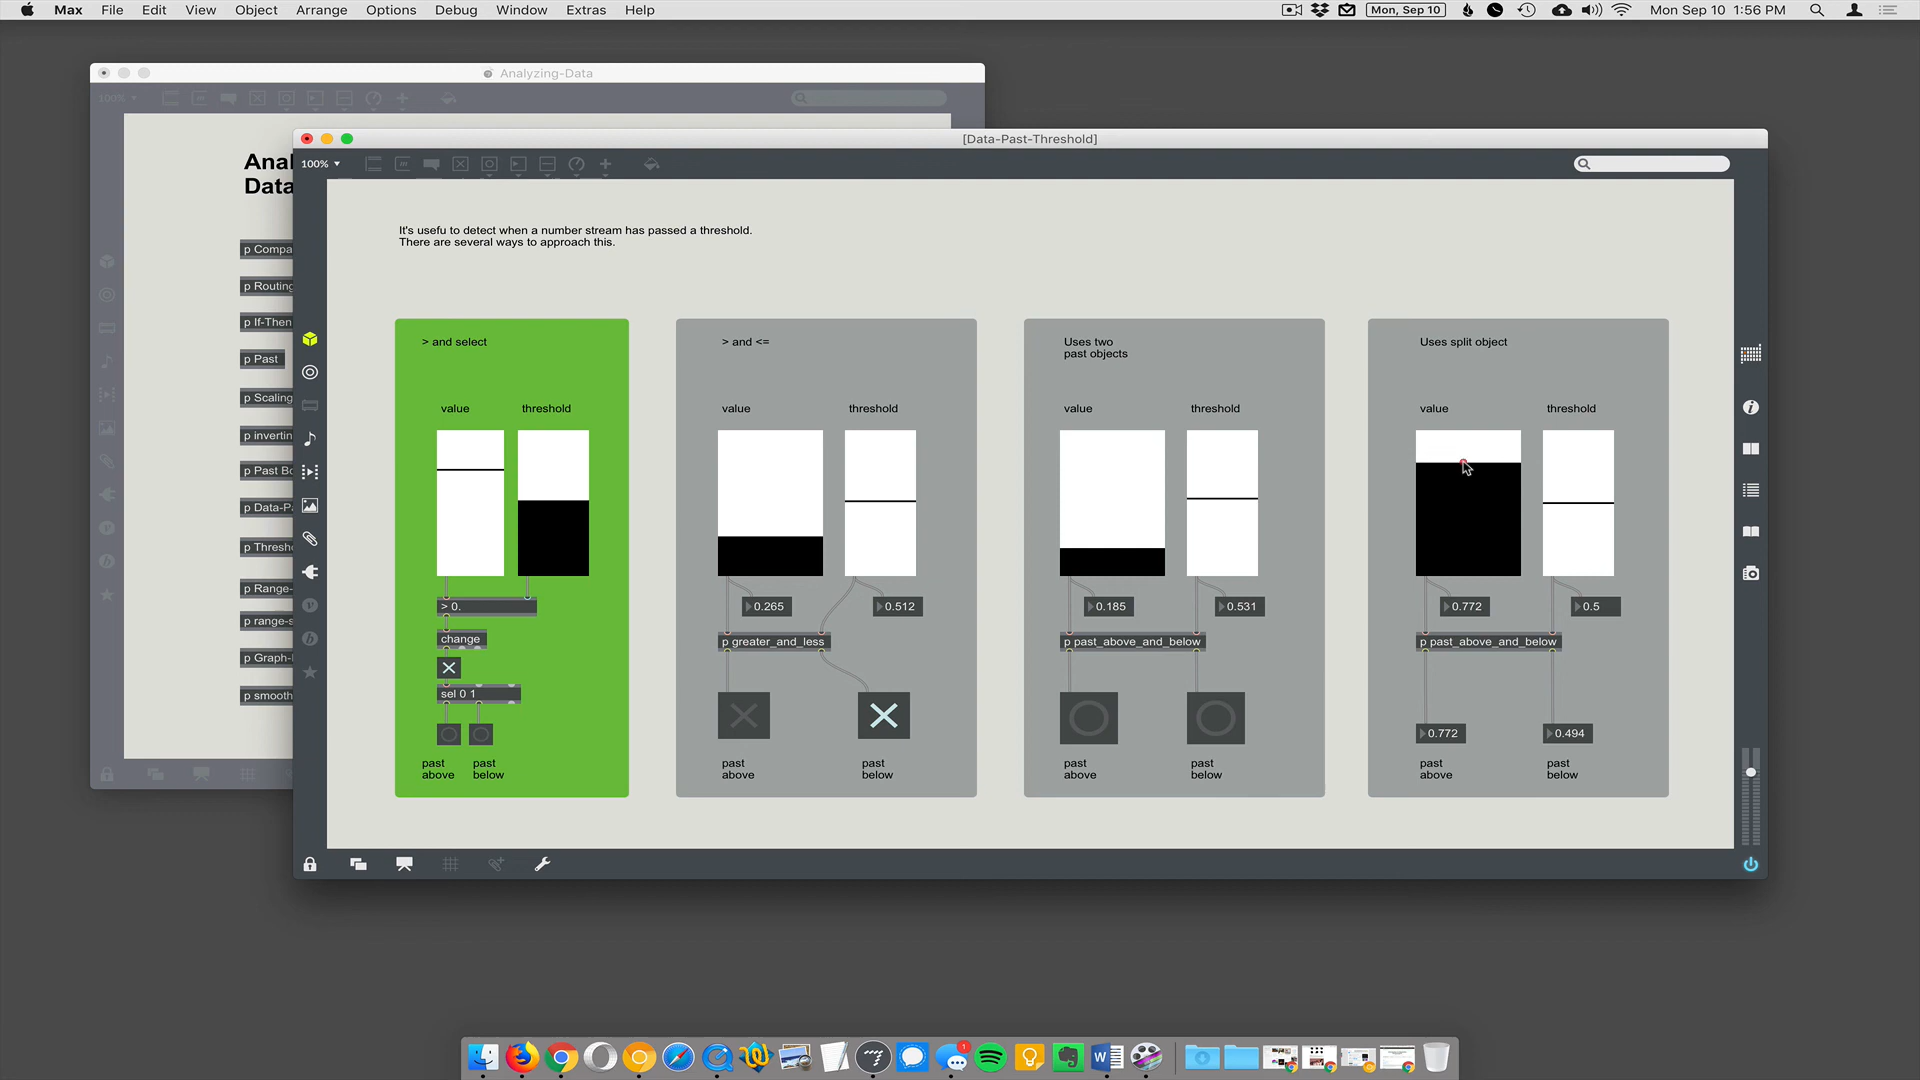 Max File Edit View Object Arrange Options Debug Window Extras Help
Mon, Sep 10
Mon Sep 10 1:56 PM
Analyzing-Data
100%
[Data-Past-Threshold]
100%
Anal
Data
p Compa
p Routing
p If-Then
p Past
p Scaling
p invertin
p Past Bo
p Data-P
p Thresho
p Range-
p range-s
p Graph-
p smooth
It's usefu to detect when a number stream has passed a threshold.
There are several ways to approach this.
> and select
value threshold
> 0.
change
sel 0 1
past above
past below
> and <=
value threshold
0.265 0.512
p greater_and_less
past above
past below
Uses two
past objects
value threshold
0.185 0.531
p past_above_and_below
past above
past below
Uses split object
value threshold
0.772 0.5
p past_above_and_below
0.772 0.494
past above
past below
1